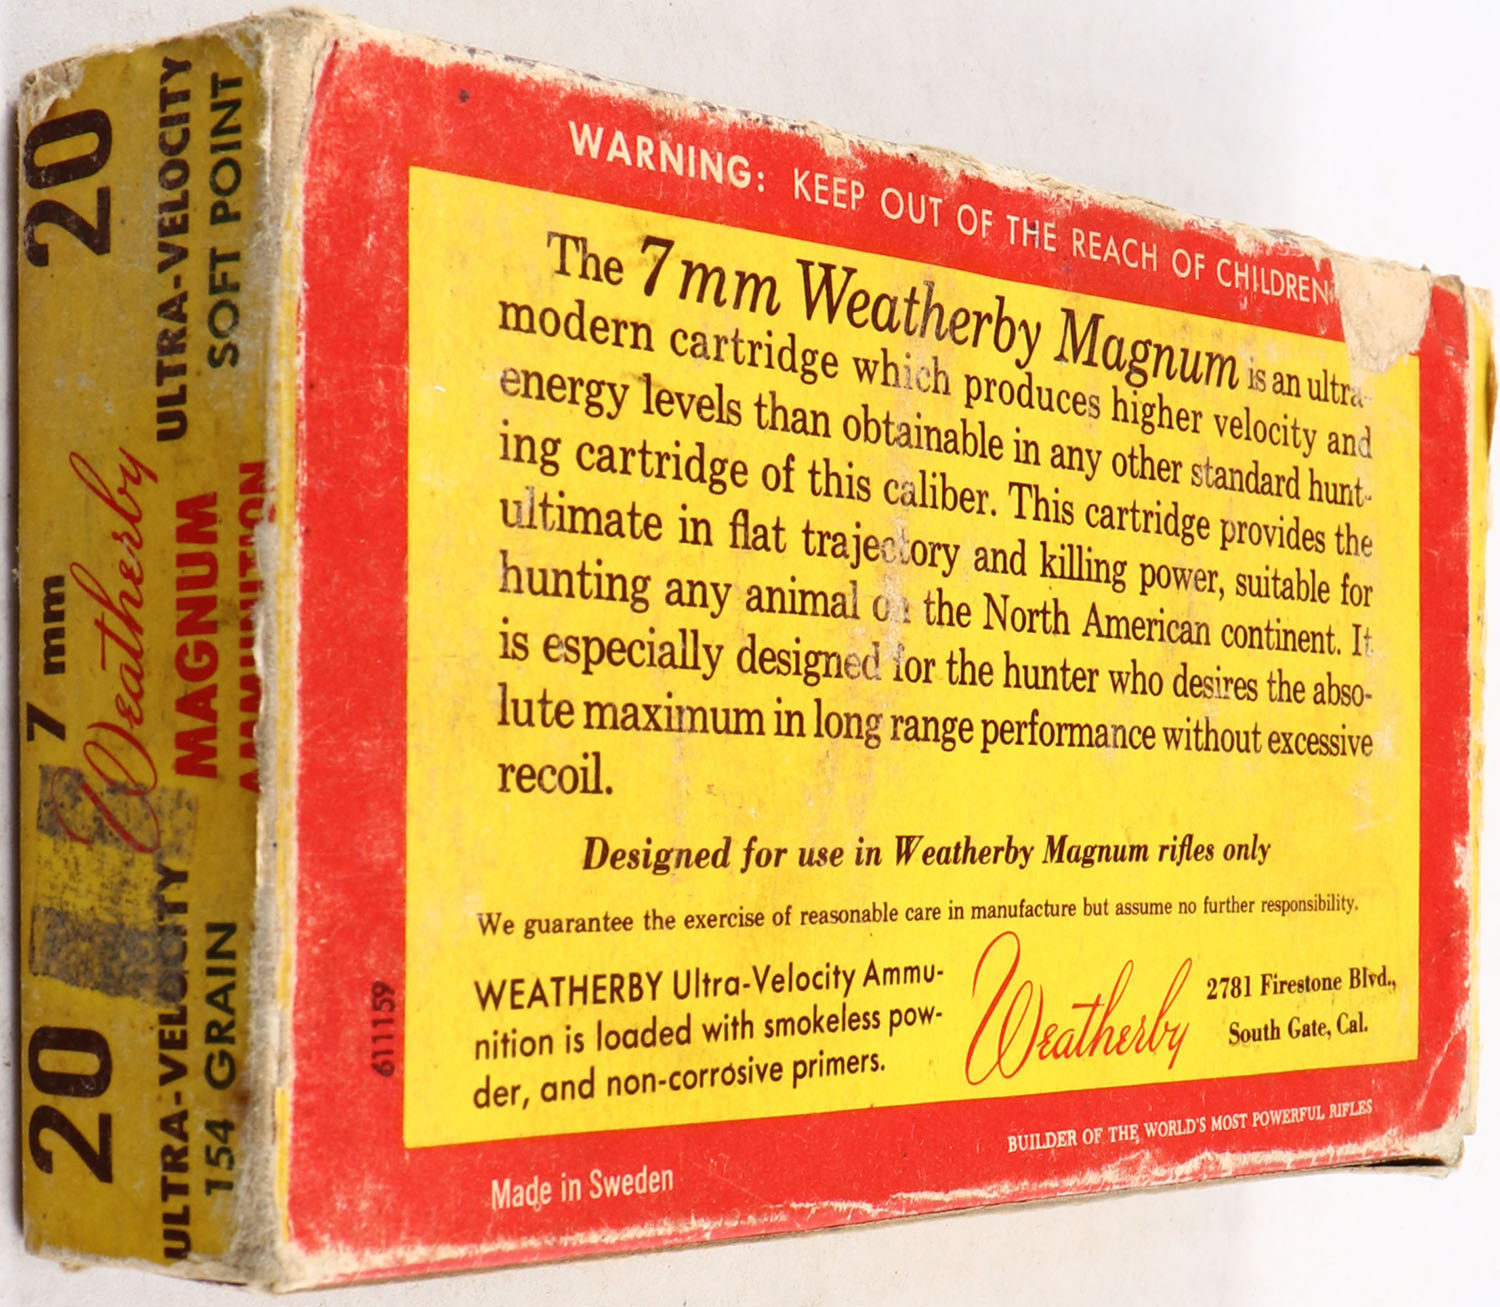 WARNING: KEEP OUT OF THE REACH OF CHILDREN
The 7mm Weatherby Magnum is an ultra-
modern cartridge which produces higher velocity and
energy levels than obtainable in any other standard hunt-
ing cartridge of this caliber. This cartridge provides the
ultimate in flat trajectory and killing power, suitable for
hunting any animal on the North American continent. It
is especially designed for the hunter who desires the abso-
lute maximum in long range performance without excessive
recoil.
Designed for use in Weatherby Magnum rifles only
We guarantee the exercise of reasonable care in manufacture but assume no further responsibility.
WEATHERBY Ultra-Velocity Ammu-
nition is loaded with smokeless pow-
der, and non-corrosive primers.
Weatherby
2781 Firestone Blvd.,
South Gate, Cal.
BUILDER OF THE WORLD'S MOST POWERFUL RIFLES
Made in Sweden
611159
20 7mm 20
Weatherby
ULTRA-VELOCITY MAGNUM ULTRA-VELOCITY
154 GRAIN AMMUNITION SOFT POINT